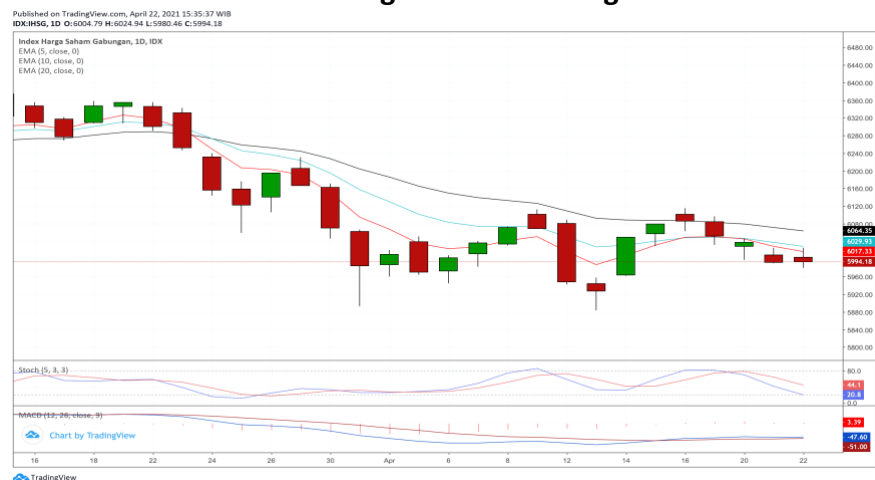 Published on TradingView.com, April 22, 2021 15:35:37 WIB
IDX:IHSG, 1D O:6004.79 H:6024.94 L:5980.46 C:5994.18
Index Harga Saham Gabungan, 1D, IDX
EMA (5, close, 0)
EMA (10, close, 0)
EMA (20, close, 0)
6480.00
6440.00
6400.00
6360.00
6320.00
6280.00
6240.00
6200.00
6160.00
6120.00
6080.00
6064.35
6029.93
6017.33
5994.18
5960.00
5920.00
5880.00
5840.00
5800.00
Stoch (5, 3, 3)
80.0
44.1
20.8
0.0
MACD (12, 26, close, 9)
3.39
-47.60
-51.00
Chart by TradingView
16 18 22 24 26 30 Apr 6 8 12 14 16 20 22
TradingView